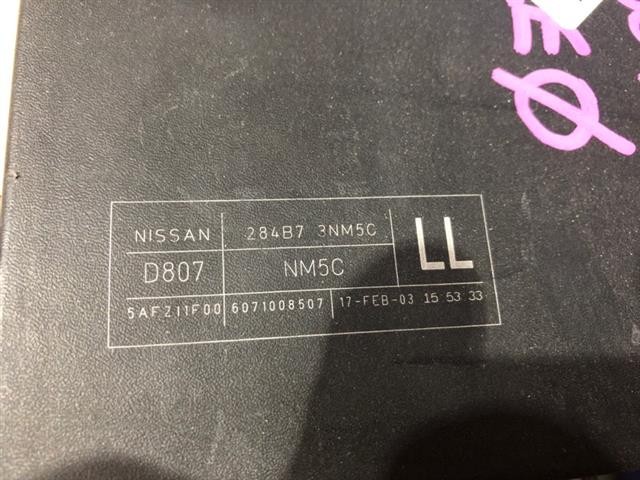 NISSAN 284B7 3NM5C
D807 NM5C LL
5AF211F00 6071008507 17-FEB-03 15 53:33